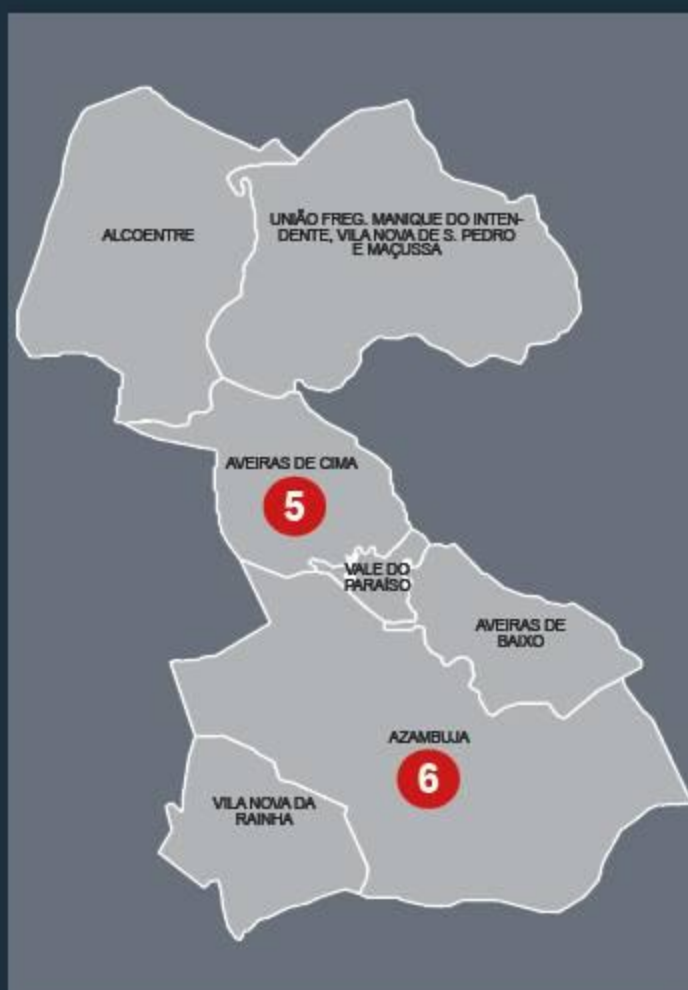 ALCOENTRE
UNIÃO FREG. MANIQUE DO INTEN-
DENTE, VILA NOVA DE S. PEDRO
E MAÇUSSA
AVEIRAS DE CIMA
5
VALE DO
PARAÍSO
AVEIRAS DE
BAIXO
AZAMBUJA
6
VILA NOVA DA
RAINHA